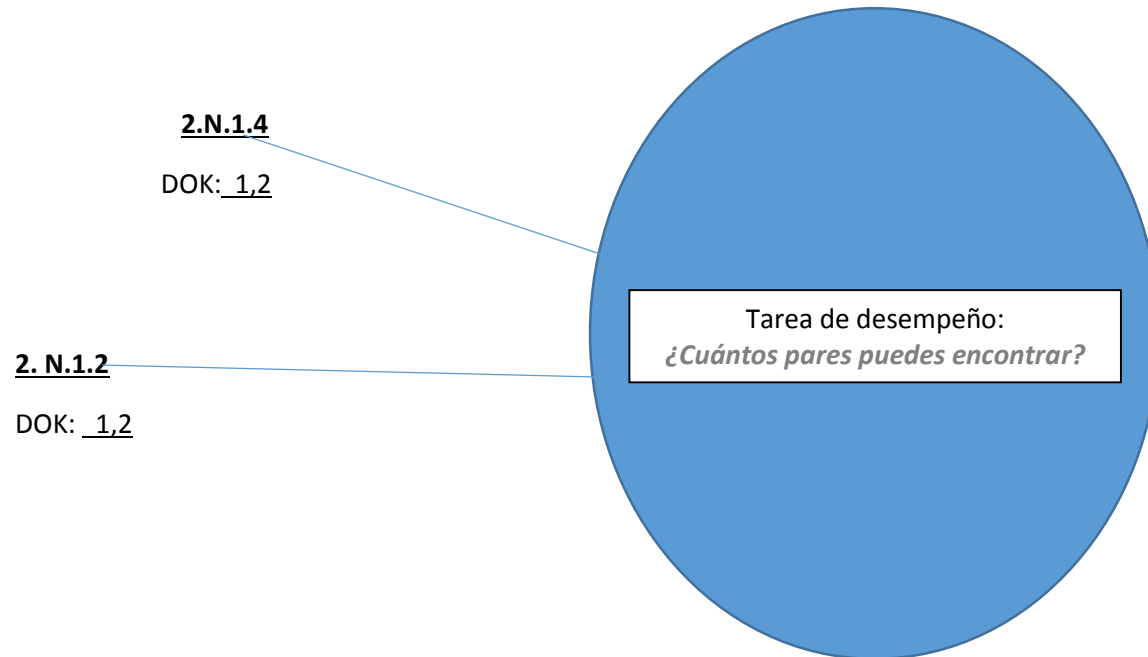 2.N.1.4
DOK: 1,2
Tarea de desempeño:
¿Cuántos pares puedes encontrar?
2. N.1.2
DOK: 1,2